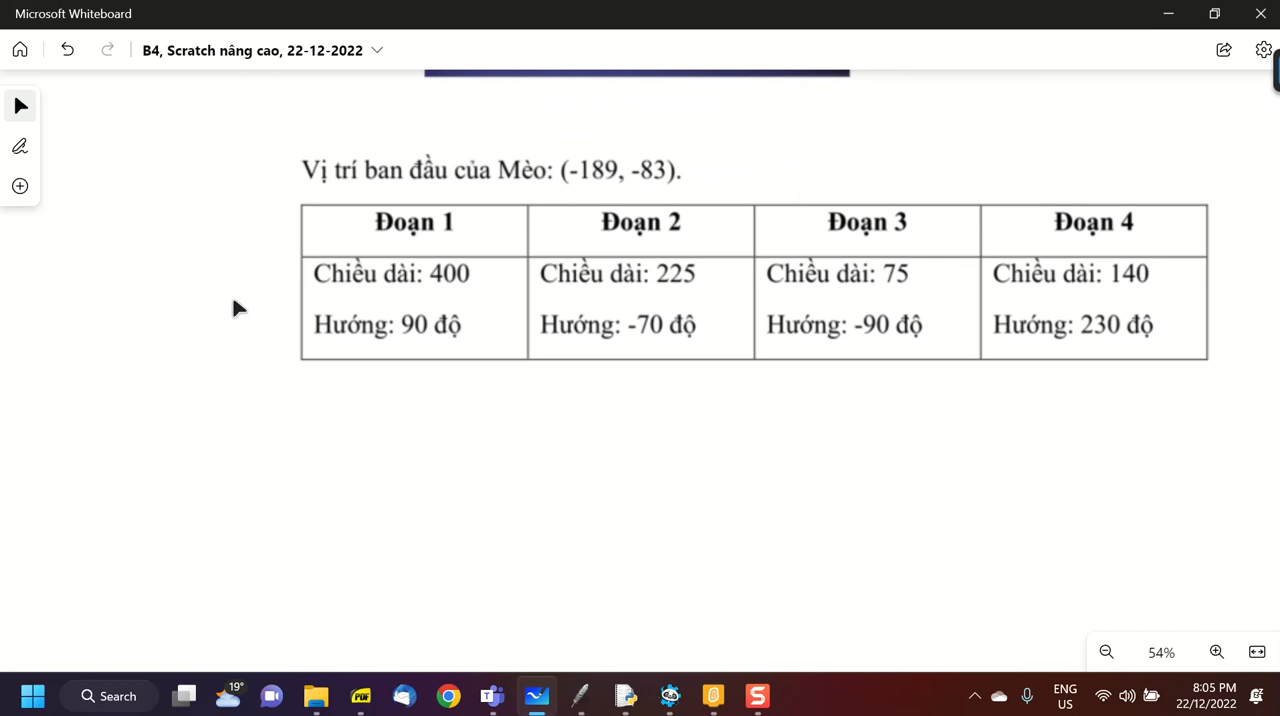 Microsoft Whiteboard
B4, Scratch nâng cao, 22-12-2022
Vị trí ban đầu của Mèo: (-189, -83).
Đoạn 1 Đoạn 2 Đoạn 3 Đoạn 4
Chiều dài: 400 Chiều dài: 225 Chiều dài: 75 Chiều dài: 140
Hướng: 90 độ Hướng: -70 độ Hướng: -90 độ Hướng: 230 độ
54%
19°
Search
PDF
ENG
US
8:05 PM
22/12/2022